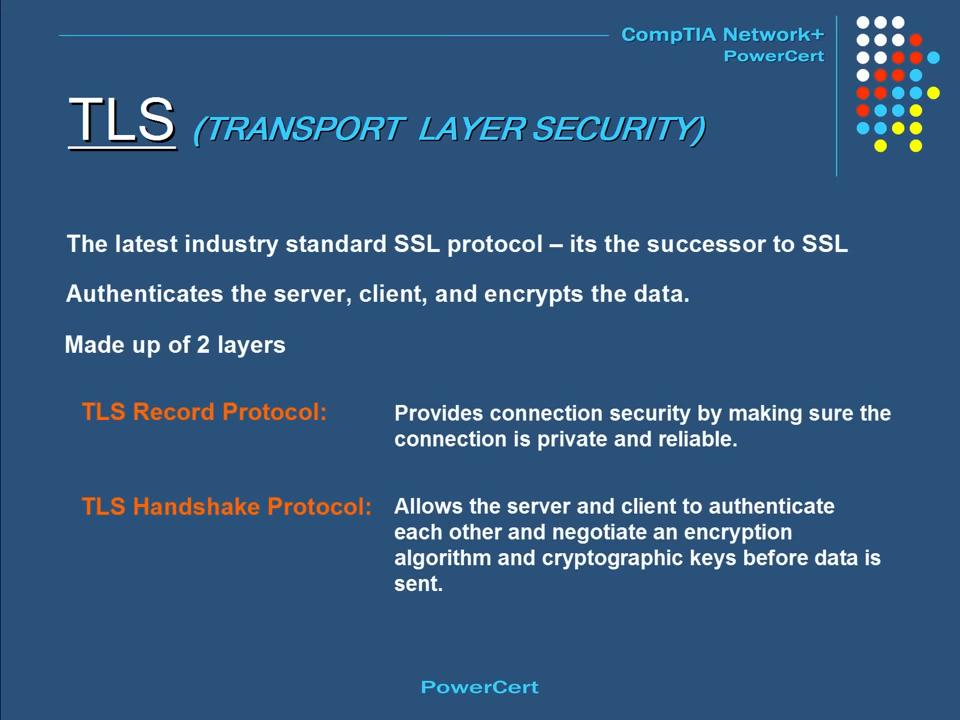 CompTIA Network+
PowerCert
TLS (TRANSPORT LAYER SECURITY)
The latest industry standard SSL protocol – its the successor to SSL
Authenticates the server, client, and encrypts the data.
Made up of 2 layers
TLS Record Protocol: Provides connection security by making sure the
connection is private and reliable.
TLS Handshake Protocol: Allows the server and client to authenticate
each other and negotiate an encryption
algorithm and cryptographic keys before data is
sent.
PowerCert